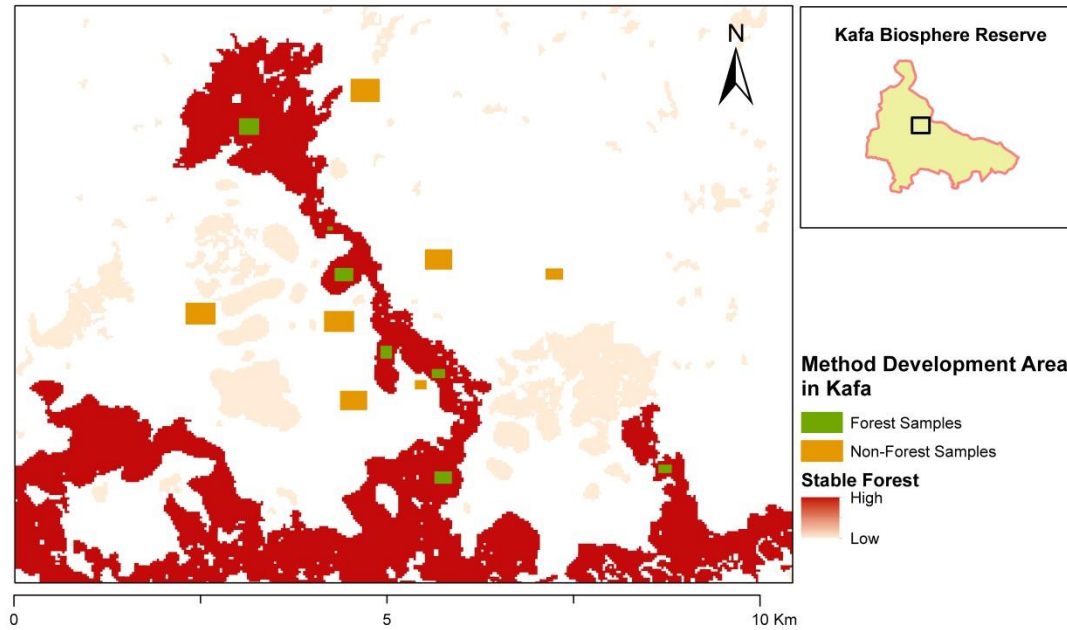 N
Kafa Biosphere Reserve
Method Development Area
in Kafa
Forest Samples
Non-Forest Samples
Stable Forest
High
Low
0
5
10 Km